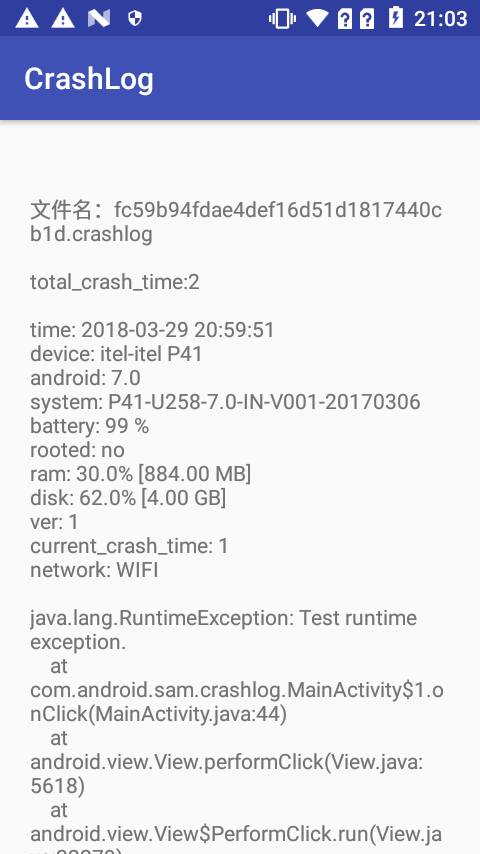 21:03
CrashLog
文件名：fc59b94fdae4def16d51d1817440c
b1d.crashlog
total_crash_time:2
time: 2018-03-29 20:59:51
device: itel-itel P41
android: 7.0
system: P41-U258-7.0-IN-V001-20170306
battery: 99 %
rooted: no
ram: 30.0% [884.00 MB]
disk: 62.0% [4.00 GB]
ver: 1
current_crash_time: 1
network: WIFI
java.lang.RuntimeException: Test runtime
exception.
at
com.android.sam.crashlog.MainActivity$1.o
nClick(MainActivity.java:44)
at
android.view.View.performClick(View.java:
5618)
at
android.view.View$PerformClick.run(View.ja